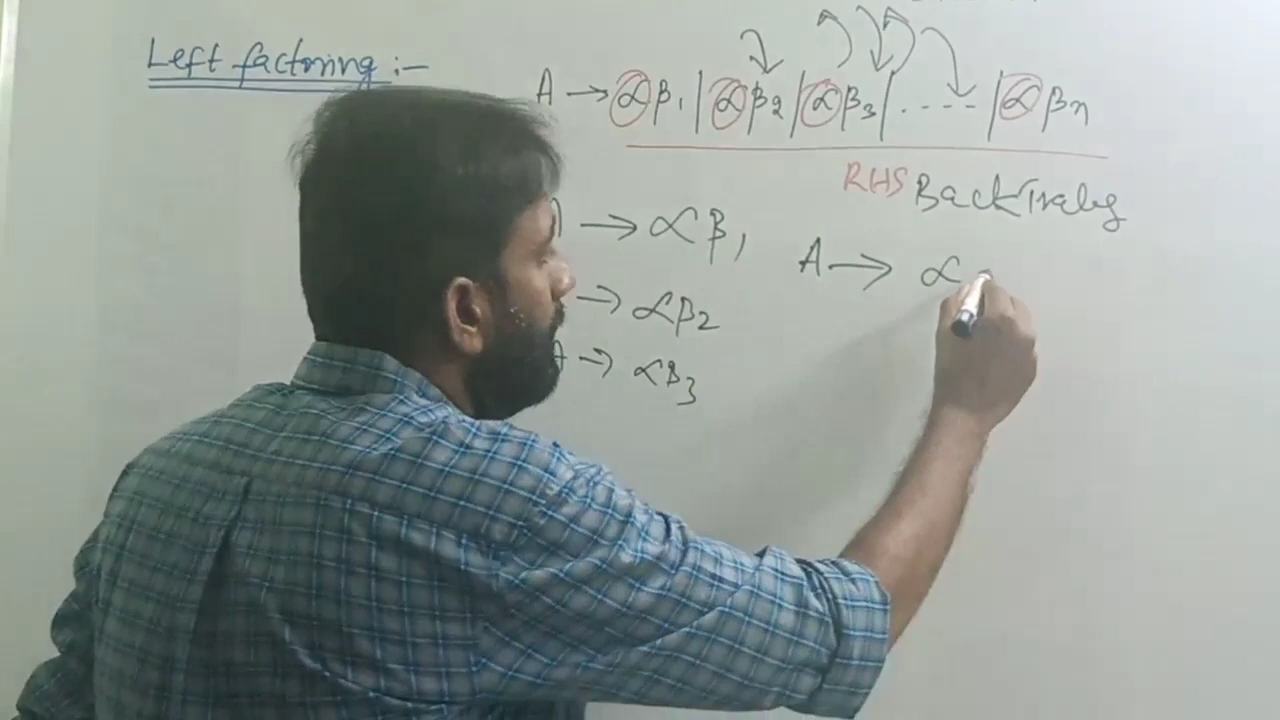 Left factoring :-
A → αβ1 | αβ2 | αβ3 | ..... | αβn
RHS
BackTracking
→ αβ1
→ αβ2
A → αβ3
A → α